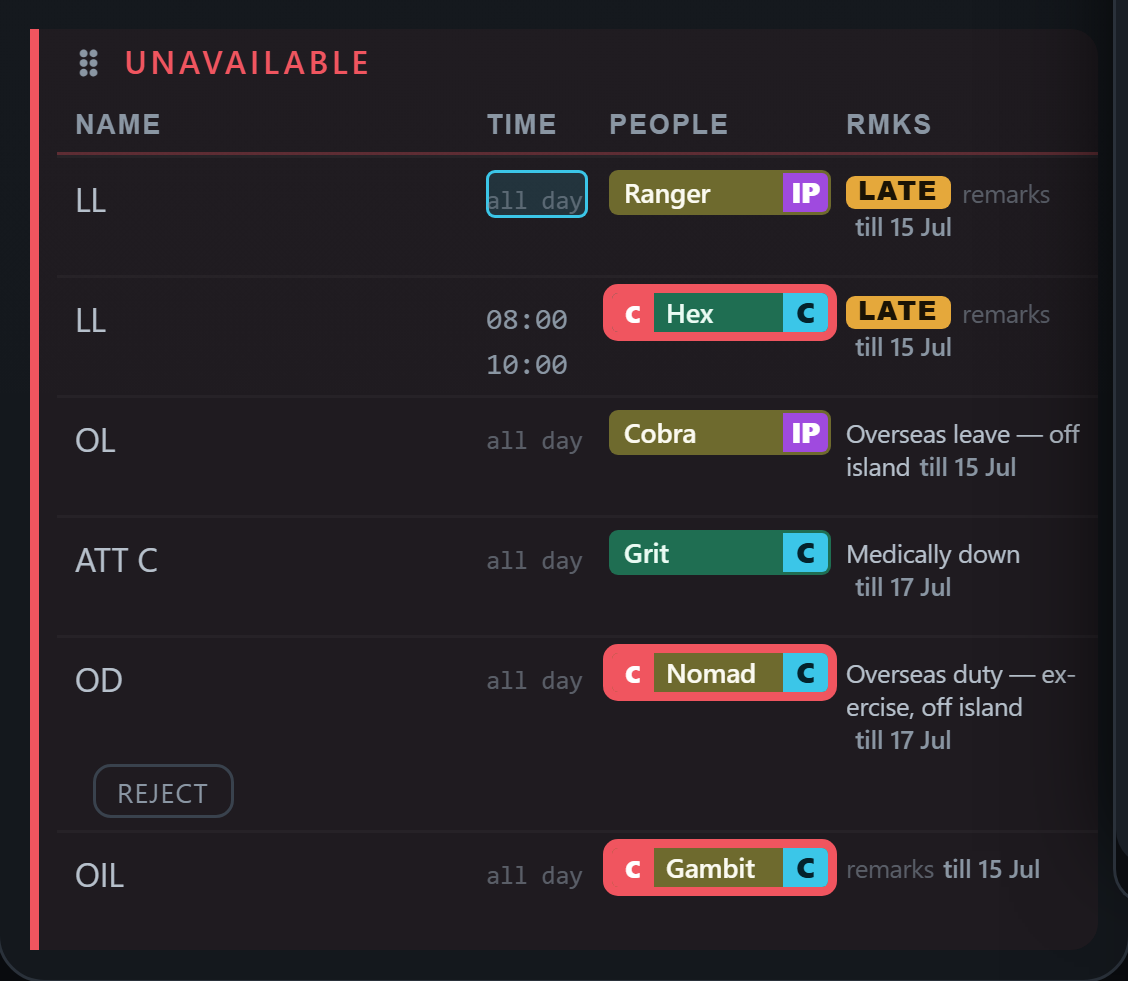 UNAVAILABLE
NAME TIME PEOPLE RMKS
LL all day Ranger IP LATE remarks
till 15 Jul
LL 08:00 c Hex C LATE remarks
10:00 till 15 Jul
OL all day Cobra IP Overseas leave — off
island till 15 Jul
ATT C all day Grit C Medically down
till 17 Jul
OD all day c Nomad C Overseas duty — ex-
ercise, off island
till 17 Jul
REJECT
OIL all day c Gambit C remarks till 15 Jul